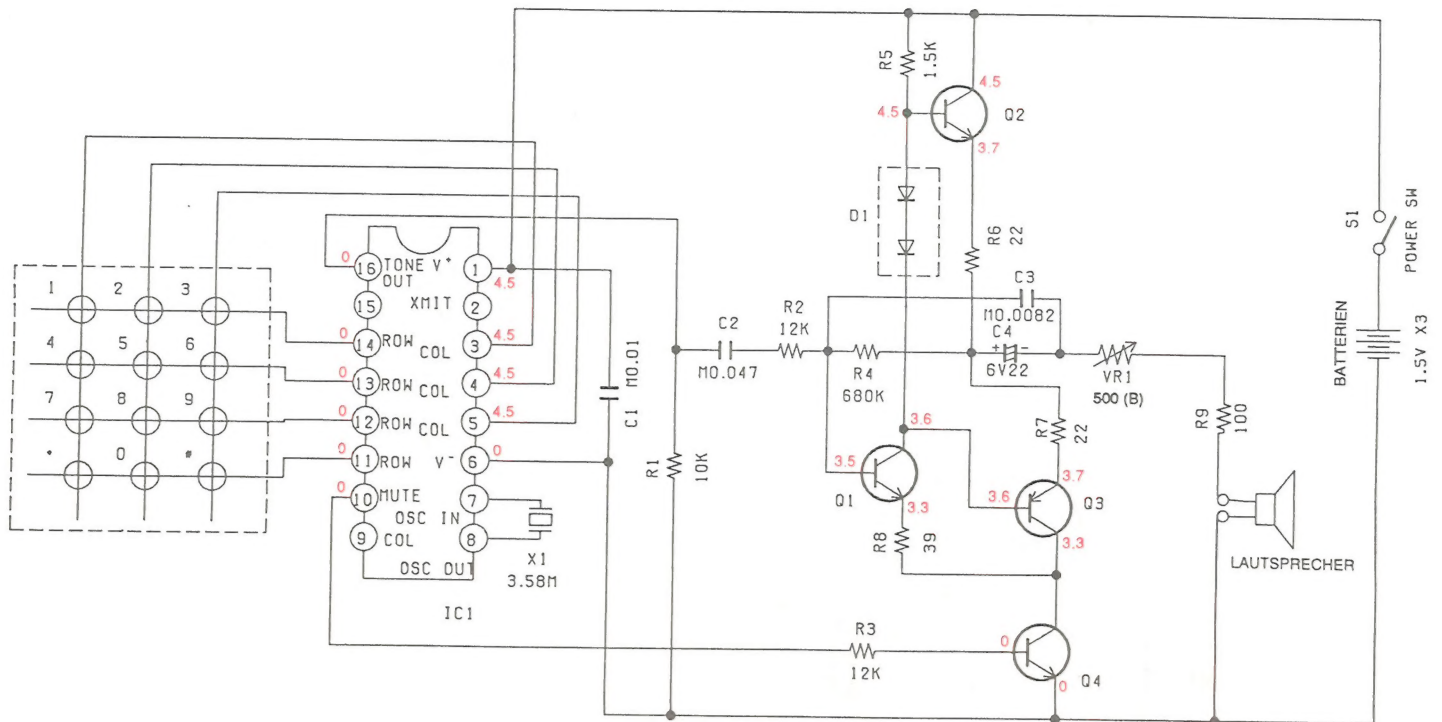 R5
1.5K
4.5
4.5
Q2
3.7
D1
R6
22
S1
POWER SW
BATTERIEN
1.5V X3
1
2
3
4
5
6
7
8
9
*
0
#
0
16
TONE
OUT
V+
1
4.5
15
XMIT
2
0
14
ROW
COL
3
4.5
0
13
ROW
COL
4
4.5
0
12
ROW
COL
5
4.5
0
11
ROW
V-
6
0
0
10
MUTE
7
OSC IN
9
COL
8
OSC OUT
X1
3.58M
IC1
C1
M0.01
R1
10K
C2
M0.047
R2
12K
R4
680K
C3
M0.0082
C4
+
-
6V22
VR1
500 (B)
R9
100
R7
22
3.6
3.5
3.3
Q1
R8
39
3.6
3.7
Q3
3.3
LAUTSPRECHER
R3
12K
0
Q4
0